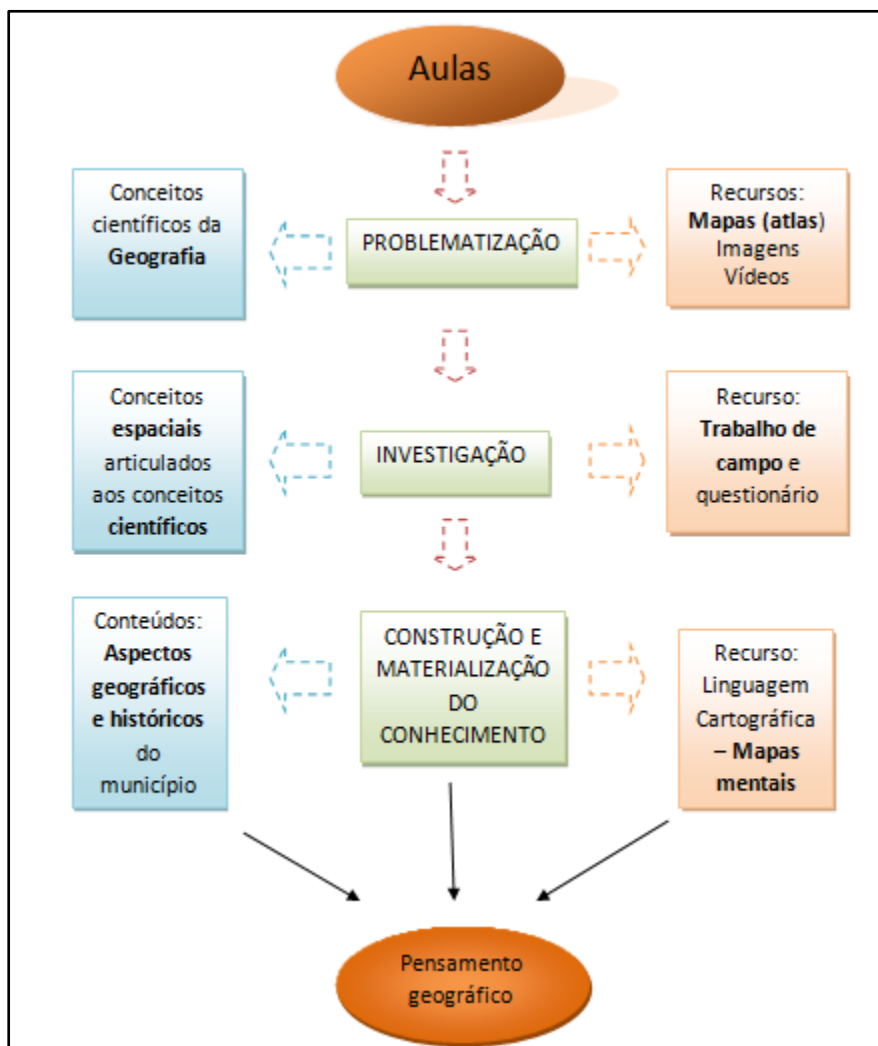 Aulas
Conceitos
científicos da
Geografia
PROBLEMATIZAÇÃO
Recursos:
Mapas (atlas)
Imagens
Vídeos
Conceitos
espaciais
articulados
aos conceitos
científicos
INVESTIGAÇÃO
Recurso:
Trabalho de
campo e
questionário
Conteúdos:
Aspectos
geográficos
e históricos
do
município
CONSTRUÇÃO E
MATERIALIZAÇÃO
DO
CONHECIMENTO
Recurso:
Linguagem
Cartográfica
– Mapas
mentais
Pensamento
geográfico